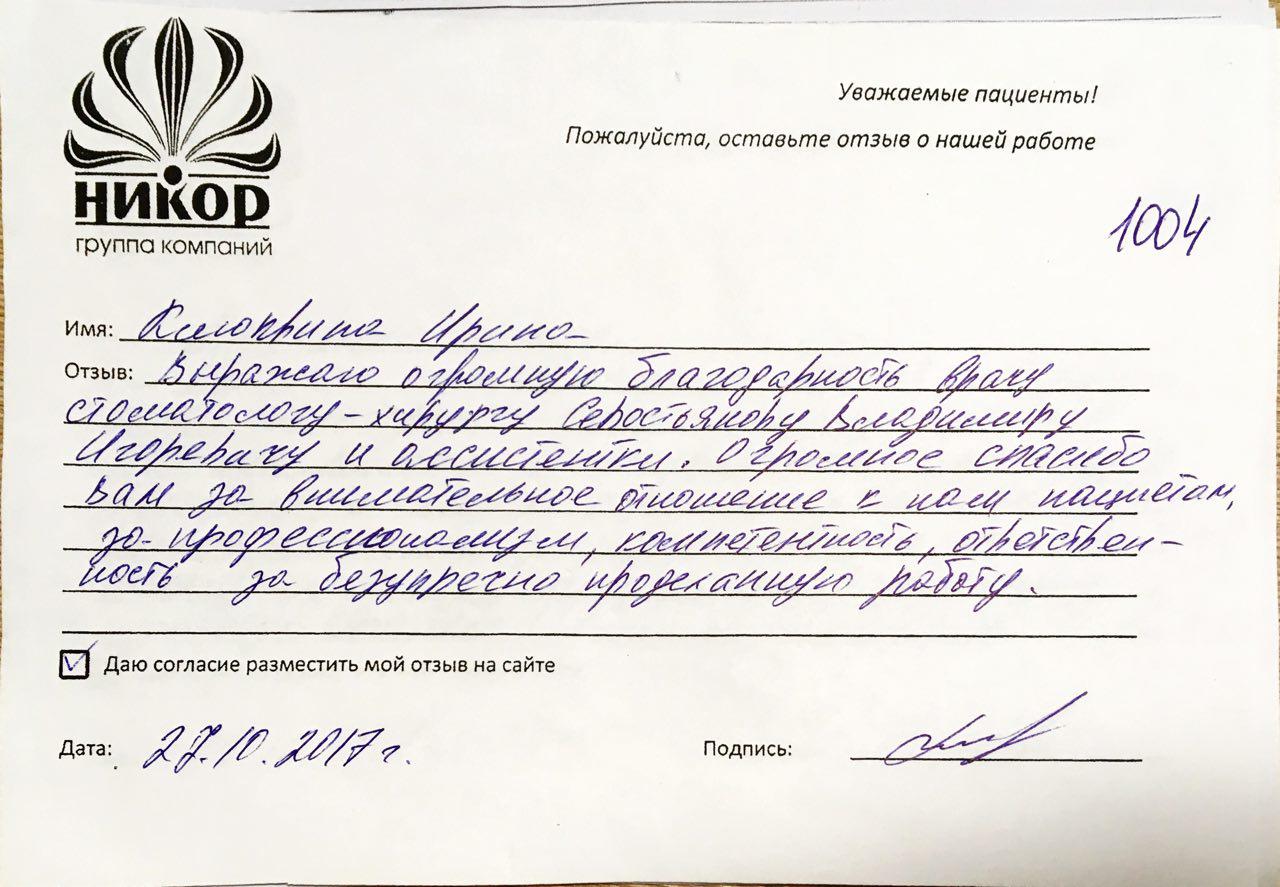 НИКОР
группа компаний
Уважаемые пациенты!
Пожалуйста, оставьте отзыв о нашей работе
1004
Имя: Ирина
Отзыв: Выражаю огромную благодарность врачу
стоматологу-хирургу Севостьянову Владимиру
Игоревичу и ассистентки. Огромное спасибо
вам за внимательное отношение к нам пациетам,
за профессионализм, компетентность, ответствен-
ность за безупречно проделанную работу.
Даю согласие разместить мой отзыв на сайте
Дата: 27.10.2017 г.
Подпись: